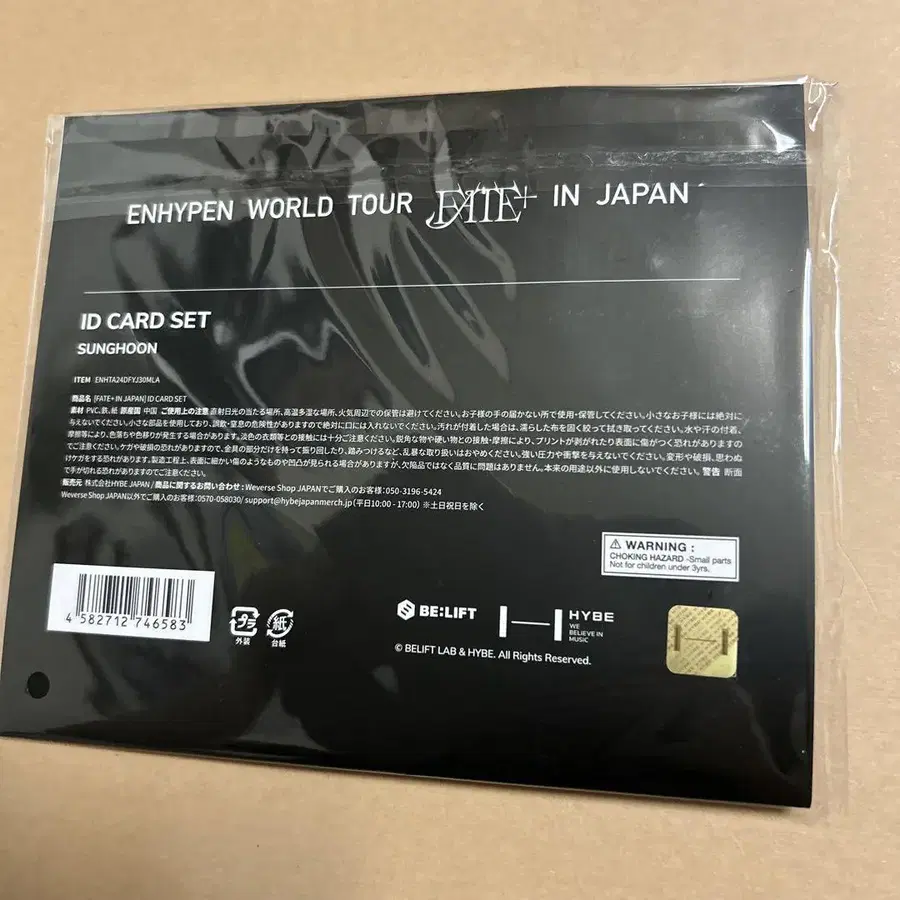 ENHYPEN WORLD TOUR FATE+ IN JAPAN
ID CARD SET
SUNGHOON
ITEM ENHTA24DFYJ30MLA
商品名 [FATE+ IN JAPAN] ID CARD SET
素材 PVC、鉄、紙 原産国 中国 ご使用上の注意 直射日光の当たる場所、高温多湿な場所、火気周辺での保管は避けてください。お子様の手の届かない所で使用・保管してください。小さなお子様には絶対に
与えないでください。小さな部品を使用しており、誤飲・窒息の危険性がありますので絶対に口には入れないでください。汚れが付着した場合は、濡らした布を固く絞って拭き取ってください。水や汗の付着、
摩擦等により、色落ちや色移りが発生する場合があります。淡色の衣類等との接触には十分ご注意ください。鋭角な物や硬い物との接触・摩擦により、プリントが剥がれたり表面に傷がつく恐れがありますの
でご注意ください。ケガや破損の恐れがありますので、金具の部分だけを持って振り回したり、踏みつけるなど、乱暴な取り扱いはおやめください。強い圧力や衝撃を与えないでください。変形や破損、思わぬ
けがをする恐れがあります。製造工程上、表面に細かい傷のようなものや凹凸が見られる場合がありますが、欠陥品ではなく品質に問題はありません。本来の用途以外に使用しないでください。警告 断面
で手が切れる恐れがありますのでご注意ください。
販売元 株式会社HYBE JAPAN / 商品に関するお問い合わせ : Weverse Shop JAPANでご購入のお客様:050-3196-5424
Weverse Shop JAPAN以外でご購入のお客様:0570-058030/ support@hybejapanmerch.jp(平日10:00 - 17:00) ※土日祝日を除く
⚠ WARNING :
CHOKING HAZARD -Small parts
Not for children under 3yrs.
4 582712 746583
プラ
外装
紙
台紙
BE:LIFT
HYBE
WE
BELIEVE IN
MUSIC
© BELIFT LAB & HYBE. All Rights Reserved.